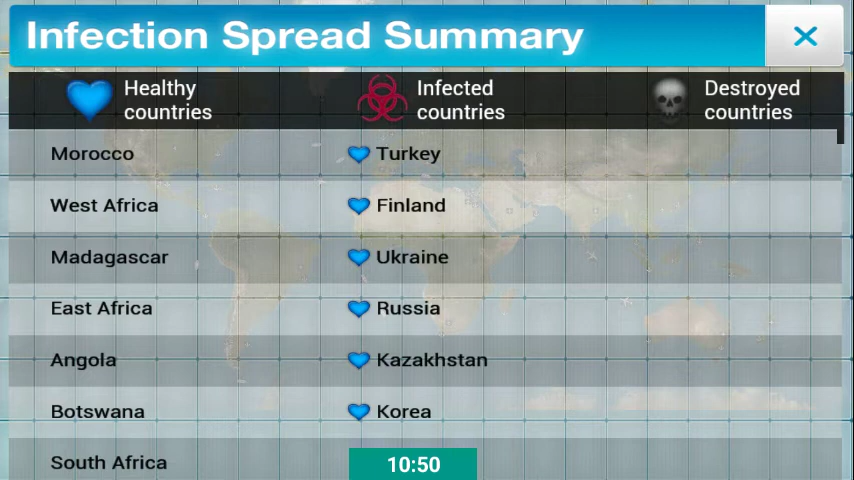 Infection Spread Summary
Healthy
countries
Infected
countries
Destroyed
countries
Morocco
Turkey
West Africa
Finland
Madagascar
Ukraine
East Africa
Russia
Angola
Kazakhstan
Botswana
Korea
South Africa
10:50